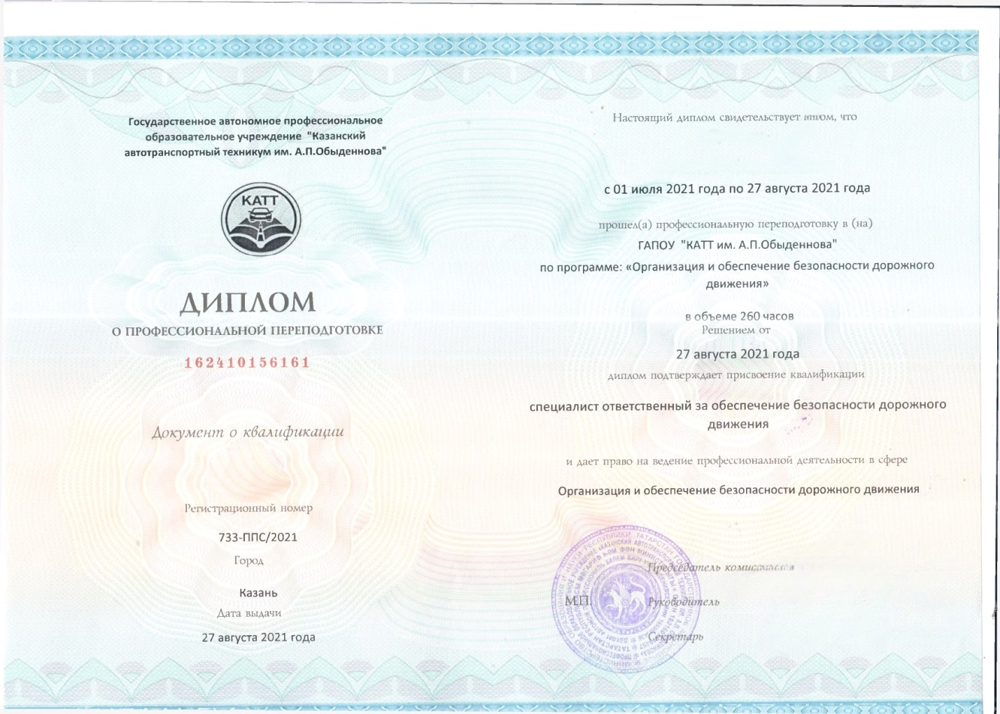 Государственное автономное профессиональное
образовательное учреждение "Казанский
автотранспортный техникум им. А.П.Обыденнова"
КАТТ
ДИПЛОМ
О ПРОФЕССИОНАЛЬНОЙ ПЕРЕПОДГОТОВКЕ
162410156161
Документ о квалификации
Регистрационный номер
733-ППС/2021
Город
Казань
Дата выдачи
27 августа 2021 года
Настоящий диплом свидетельствует о том, что
с 01 июля 2021 года по 27 августа 2021 года
прошел(а) профессиональную переподготовку в (на)
ГАПОУ "КАТТ им. А.П.Обыденнова"
по программе: «Организация и обеспечение безопасности дорожного
движения»
в объеме 260 часов
Решением от
27 августа 2021 года
диплом подтверждает присвоение квалификации
специалист ответственный за обеспечение безопасности дорожного
движения
и дает право на ведение профессиональной деятельности в сфере
Организация и обеспечение безопасности дорожного движения
Председатель
М.П.
Руководитель
Секретарь